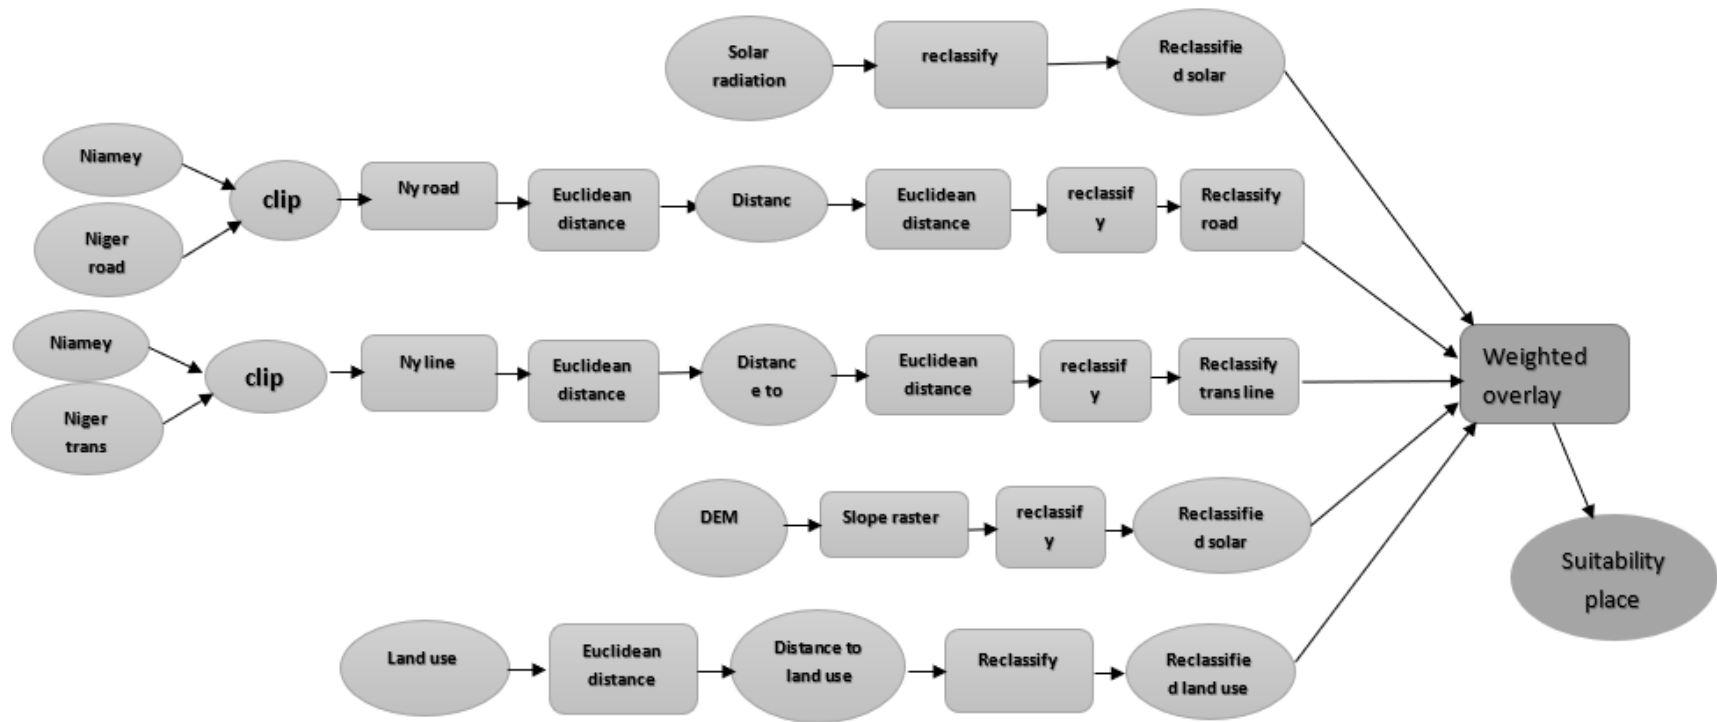 Solar
radiation
reclassify
Reclassifie
d solar
Niamey
Niger
road
clip
Ny road
Euclidean
distance
Distanc
Euclidean
distance
reclassif
y
Reclassify
road
Niamey
Niger
trans
clip
Ny line
Euclidean
distance
Distanc
e to
Euclidean
distance
reclassif
y
Reclassify
trans line
DEM
Slope raster
reclassif
y
Reclassifie
d solar
Land use
Euclidean
distance
Distance to
land use
Reclassify
Reclassifie
d land use
Weighted
overlay
Suitability
place